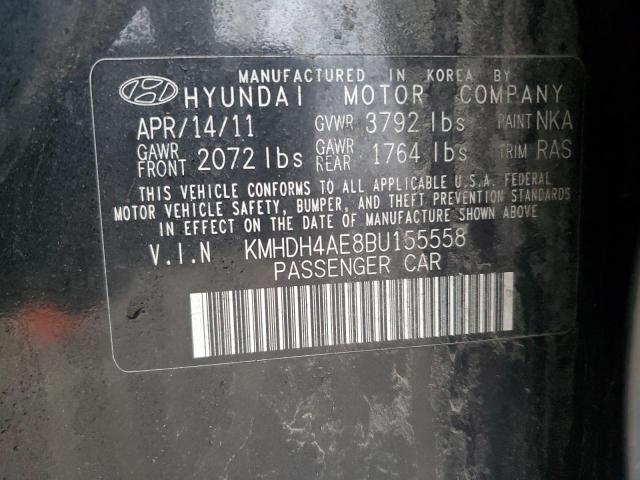 MANUFACTURED IN KOREA BY
HYUNDAI MOTOR COMPANY
APR/14/11 GVWR 3792 lbs PAINT NKA
GAWR FRONT 2072 lbs GAWR REAR 1764 lbs TRIM RAS
THIS VEHICLE CONFORMS TO ALL APPLICABLE U.S.A. FEDERAL
MOTOR VEHICLE SAFETY, BUMPER, AND THEFT PREVENTION STANDARDS
IN EFFECT ON THE DATE OF MANUFACTURE SHOWN ABOVE
V.I.N KMHDH4AE8BU155558
PASSENGER CAR